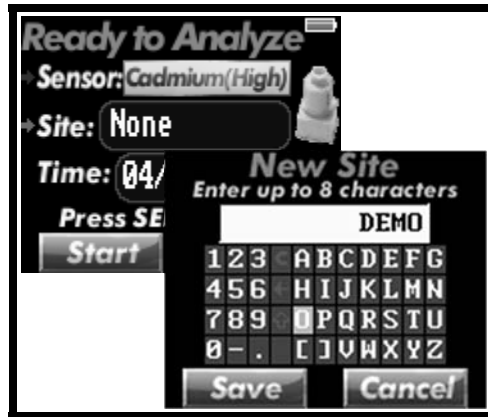 Ready to Analyze
Sensor: Cadmium(High)
Site: None
Time: 04/
Press SE
Start
New Site
Enter up to 8 characters
DEMO
1 2 3 C A B C D E F G
4 5 6 H I J K L M N
7 8 9 O P Q R S T U
0 - . [ ] V W X Y Z
Save Cancel